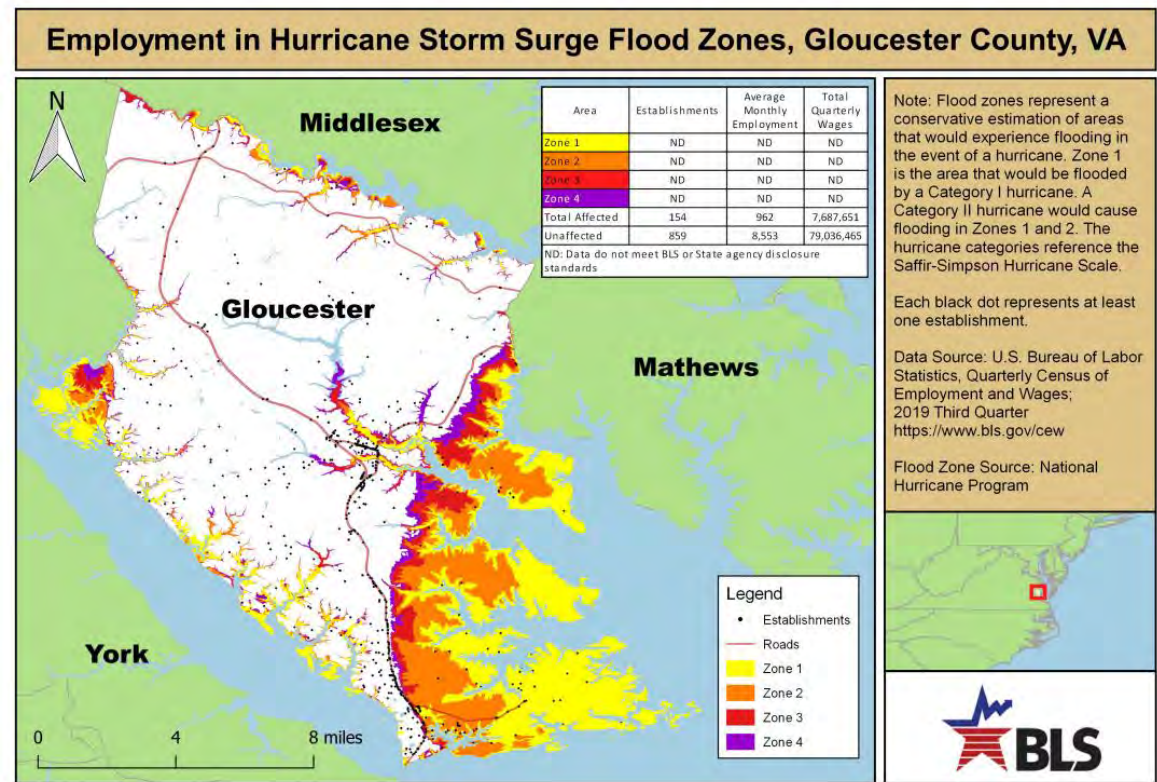 Employment in Hurricane Storm Surge Flood Zones, Gloucester County, VA
N
Middlesex
Gloucester
Mathews
York
Area Establishments Average Monthly Employment Total Quarterly Wages
Zone 1 ND ND ND
Zone 2 ND ND ND
Zone 3 ND ND ND
Zone 4 ND ND ND
Total Affected 154 962 7,687,651
Unaffected 859 8,553 79,036,465
ND: Data do not meet BLS or State agency disclosure
standards
0 4 8 miles
Legend
Establishments
Roads
Zone 1
Zone 2
Zone 3
Zone 4
Note: Flood zones represent a
conservative estimation of areas
that would experience flooding in
the event of a hurricane. Zone 1
is the area that would be flooded
by a Category I hurricane. A
Category II hurricane would cause
flooding in Zones 1 and 2. The
hurricane categories reference the
Saffir-Simpson Hurricane Scale.
Each black dot represents at least
one establishment.
Data Source: U.S. Bureau of Labor
Statistics, Quarterly Census of
Employment and Wages;
2019 Third Quarter
https://www.bls.gov/cew
Flood Zone Source: National
Hurricane Program
BLS